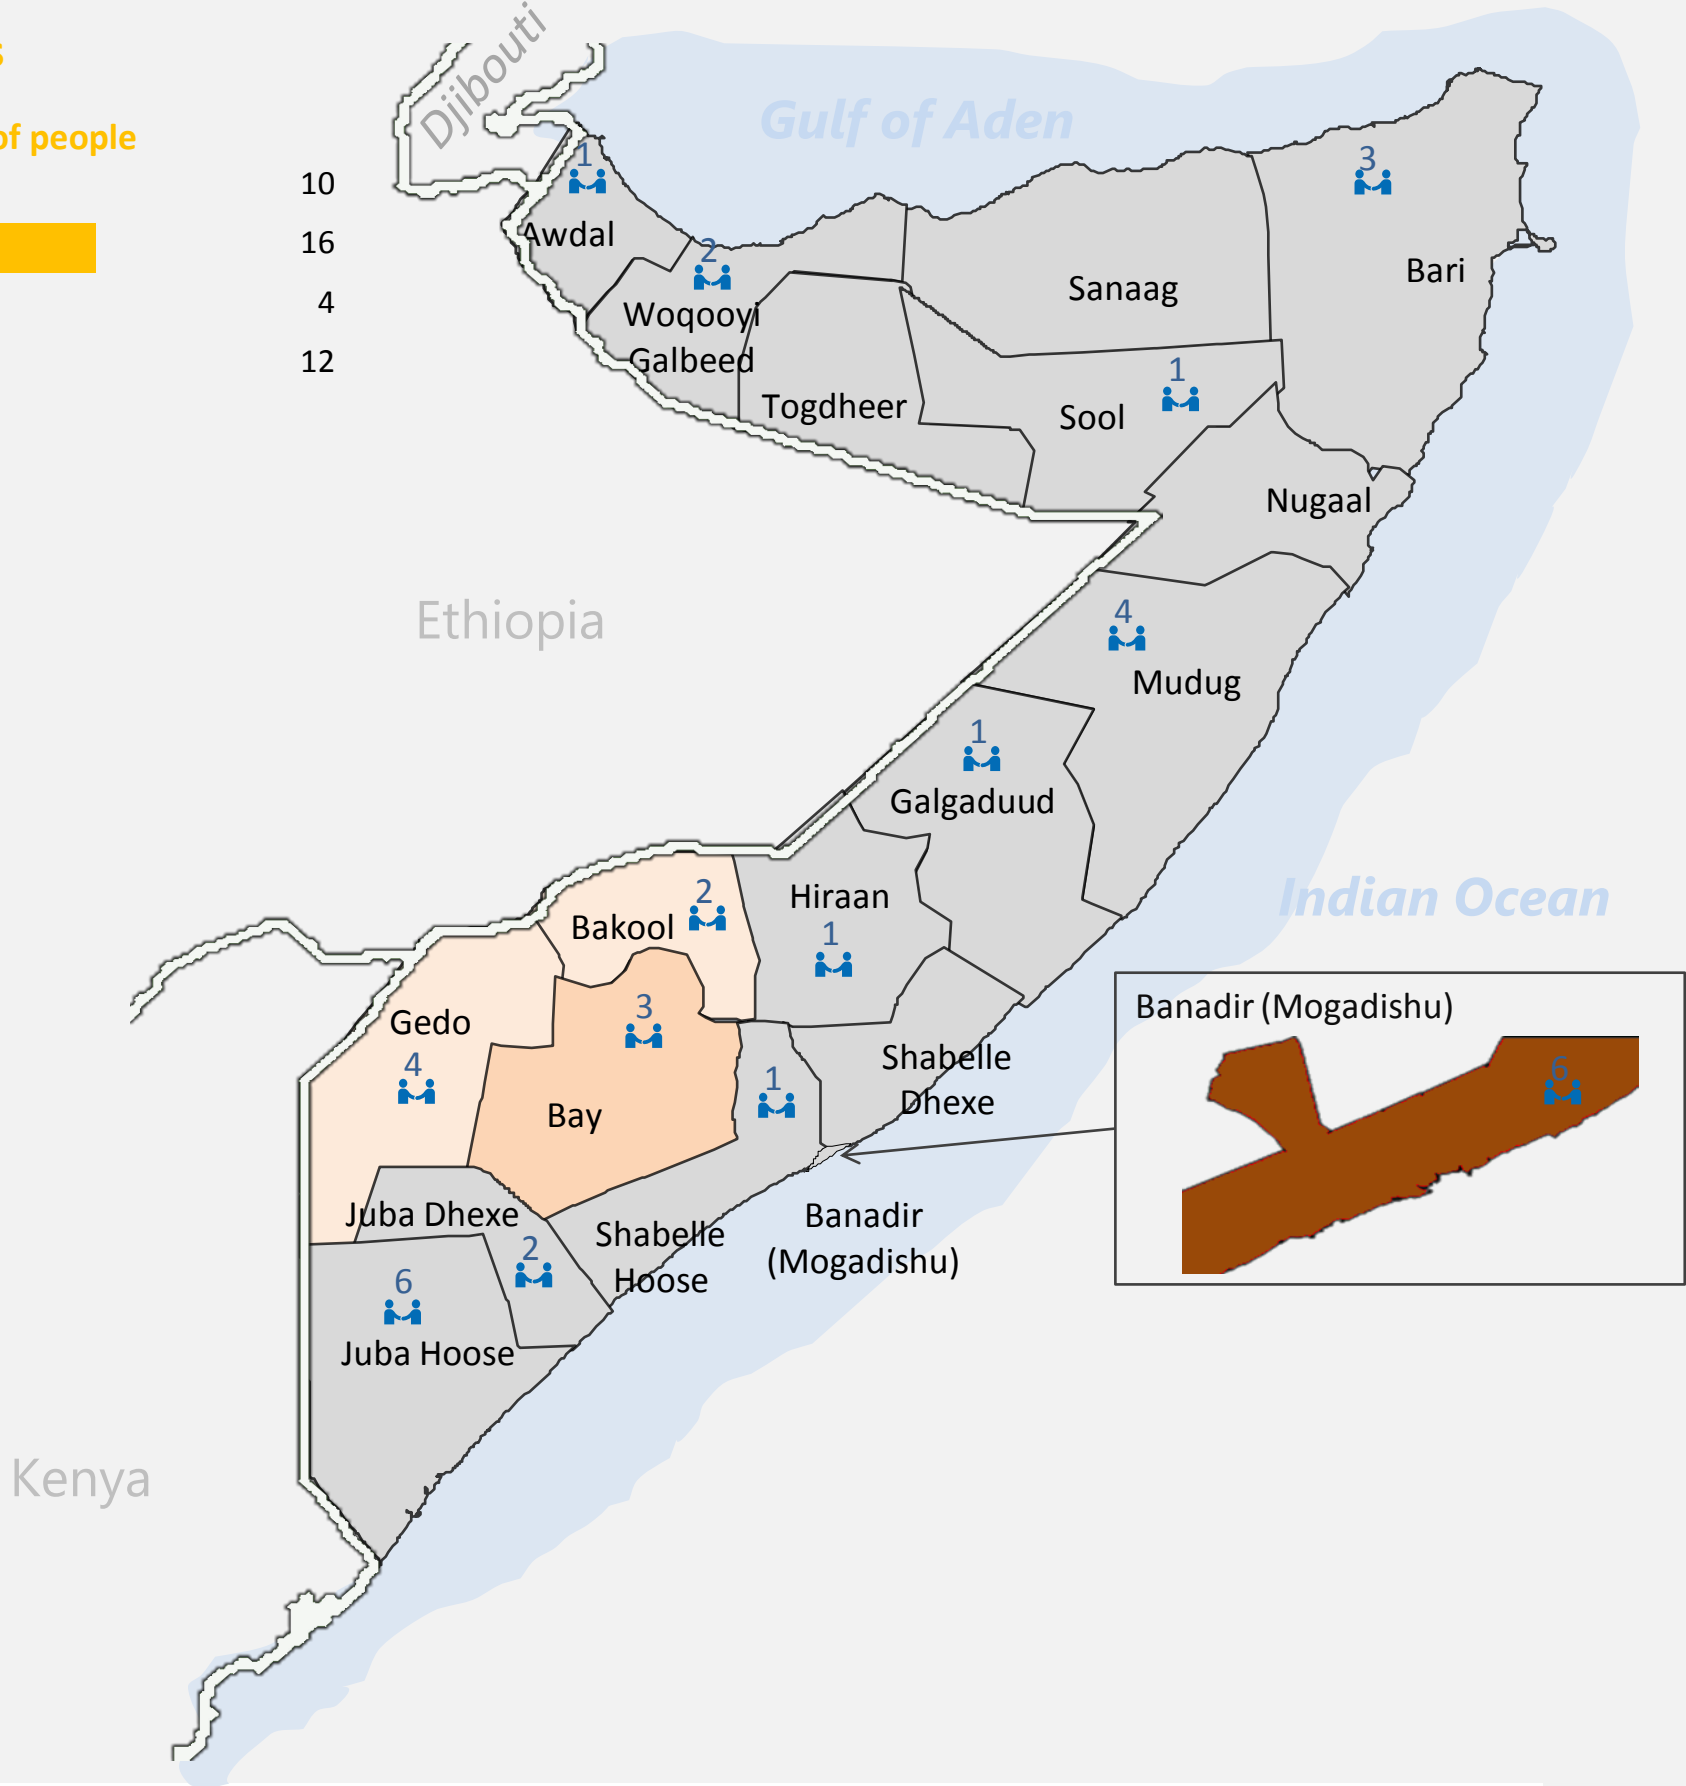 s
of people
10
16
4
12
Djibouti
Gulf of Aden
1
Awdal
2
Woqooyi
Galbeed
Togdheer
Sanaag
3
Bari
1
Sool
Nugaal
Ethiopia
4
Mudug
1
Galgaduud
Indian Ocean
2
Bakool
Hiraan
1
Gedo
4
3
Bay
1
Shabelle
Dhexe
Banadir (Mogadishu)
6
Juba Dhexe
2
Shabelle
Hoose
Banadir
(Mogadishu)
6
Juba Hoose
Kenya